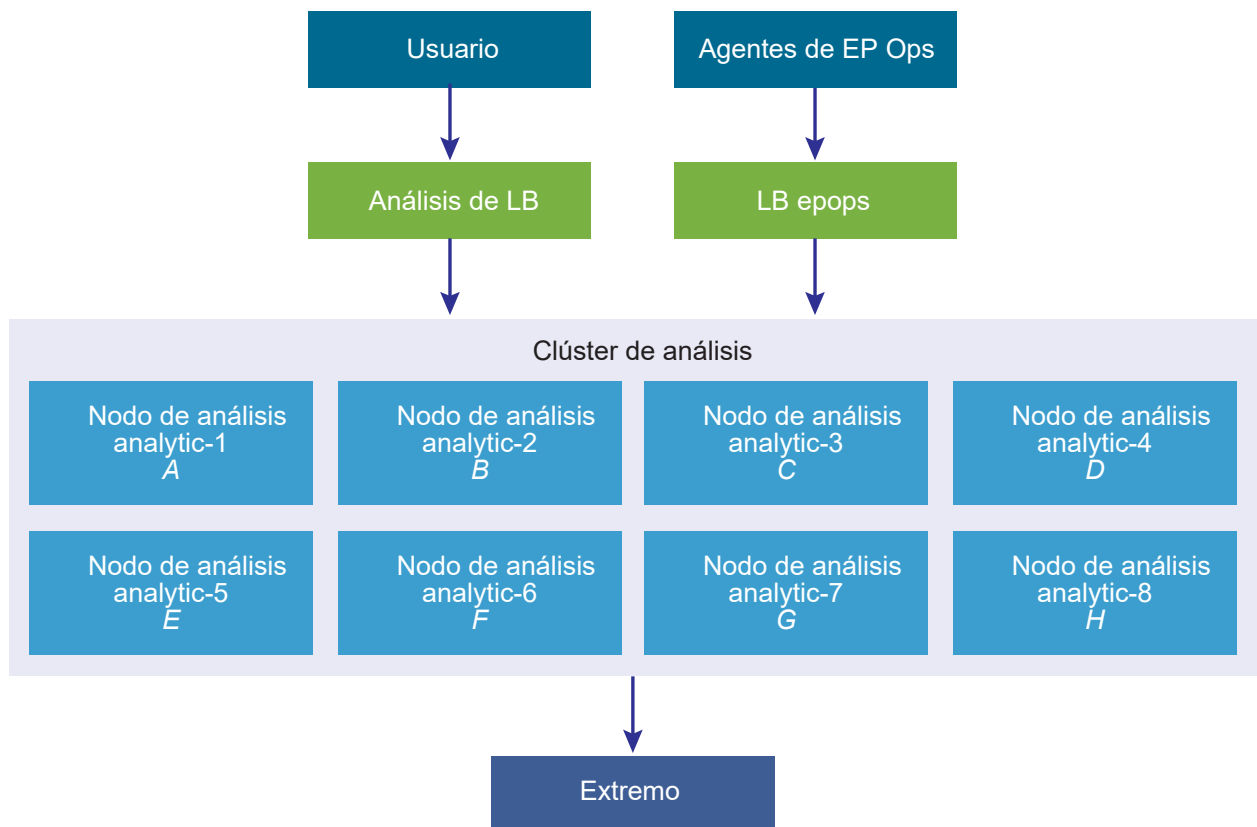 Usuario
Agentes de EP Ops
Análisis de LB
LB epops
Clúster de análisis
Nodo de análisis
analytic-1
A
Nodo de análisis
analytic-2
B
Nodo de análisis
analytic-3
C
Nodo de análisis
analytic-4
D
Nodo de análisis
analytic-5
E
Nodo de análisis
analytic-6
F
Nodo de análisis
analytic-7
G
Nodo de análisis
analytic-8
H
Extremo